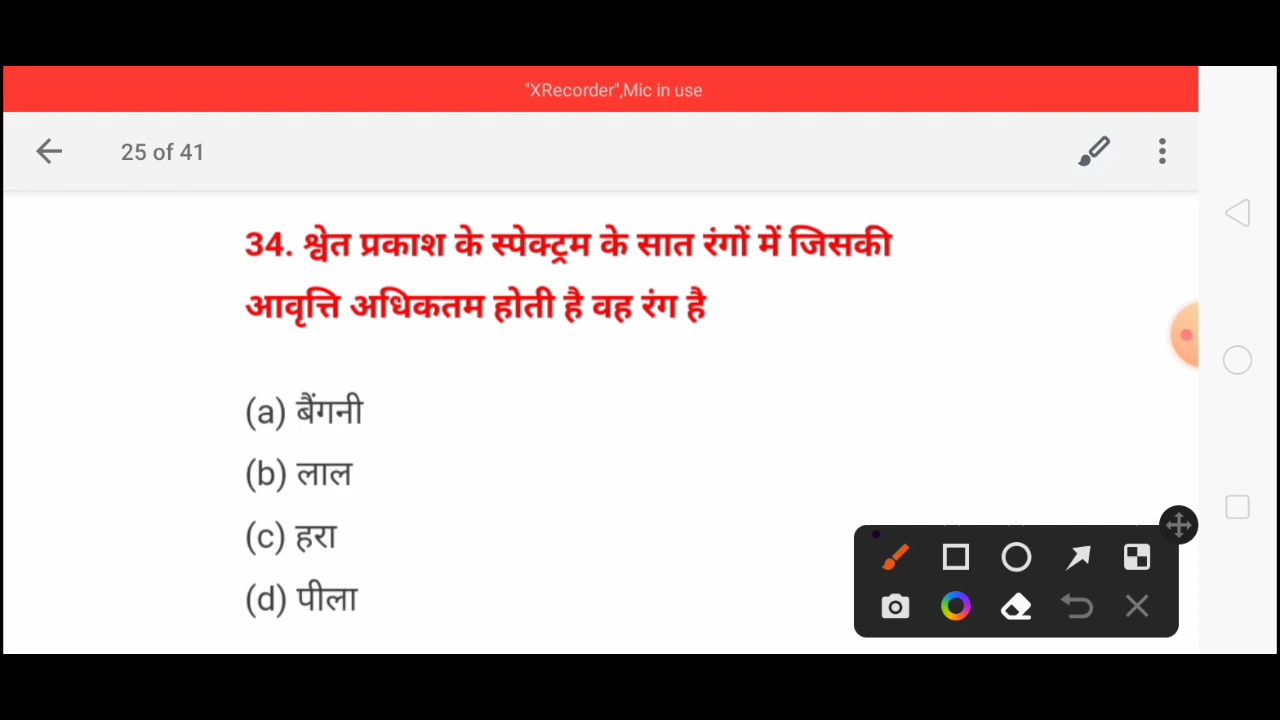 "XRecorder",Mic in use
25 of 41
34. श्वेत प्रकाश के स्पेक्ट्रम के सात रंगों में जिसकी
आवृत्ति अधिकतम होती है वह रंग है
(a) बैंगनी
(b) लाल
(c) हरा
(d) पीला